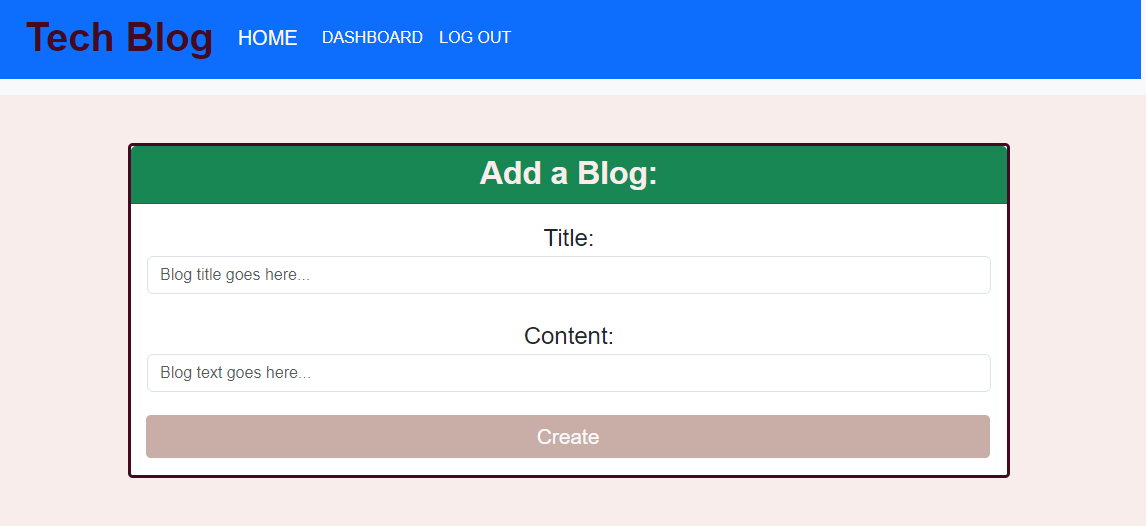 Tech Blog HOME DASHBOARD LOG OUT
Add a Blog:
Title:
Blog title goes here...
Content:
Blog text goes here...
Create